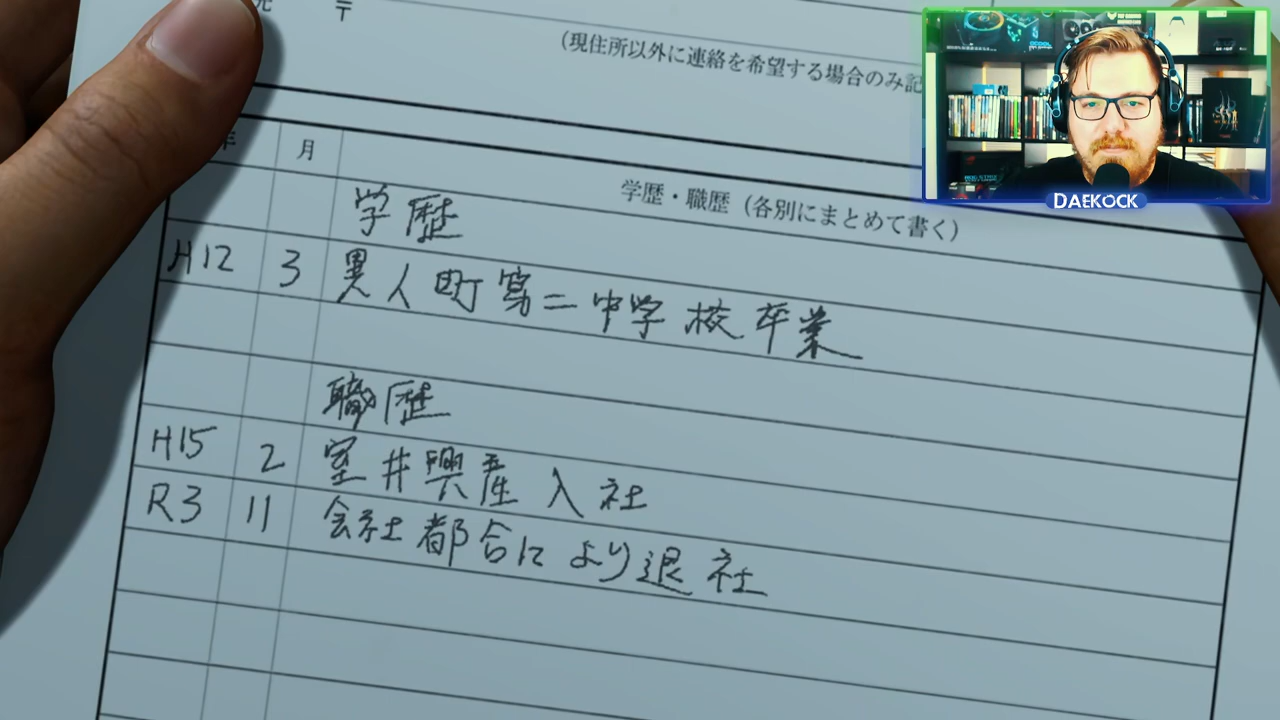 〒
(現住所以外に連絡を希望する場合のみ記
年 月 学歴・職歴 (各別にまとめて書く)
学歴
H12 3 異人町第二中学校卒業
職歴
H15 2 室井興産入社
R3 11 会社都合により退社
DAEKOCK